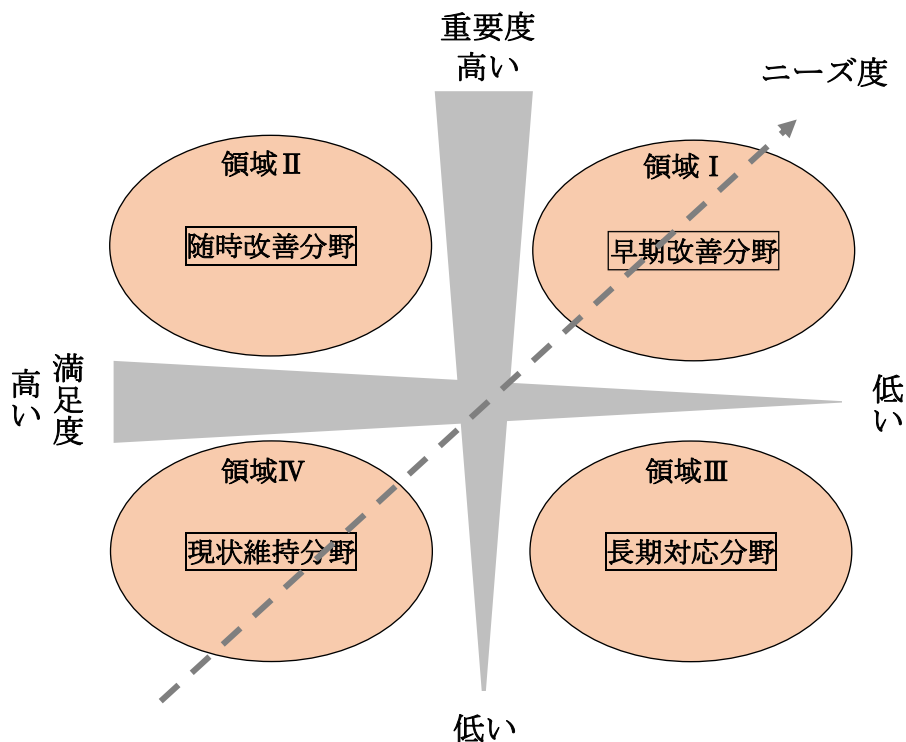 重要度
高い
ニーズ度
領域Ⅱ
随時改善分野
領域Ⅰ
早期改善分野
満足度
高い
低い
領域Ⅳ
現状維持分野
領域Ⅲ
長期対応分野
低い